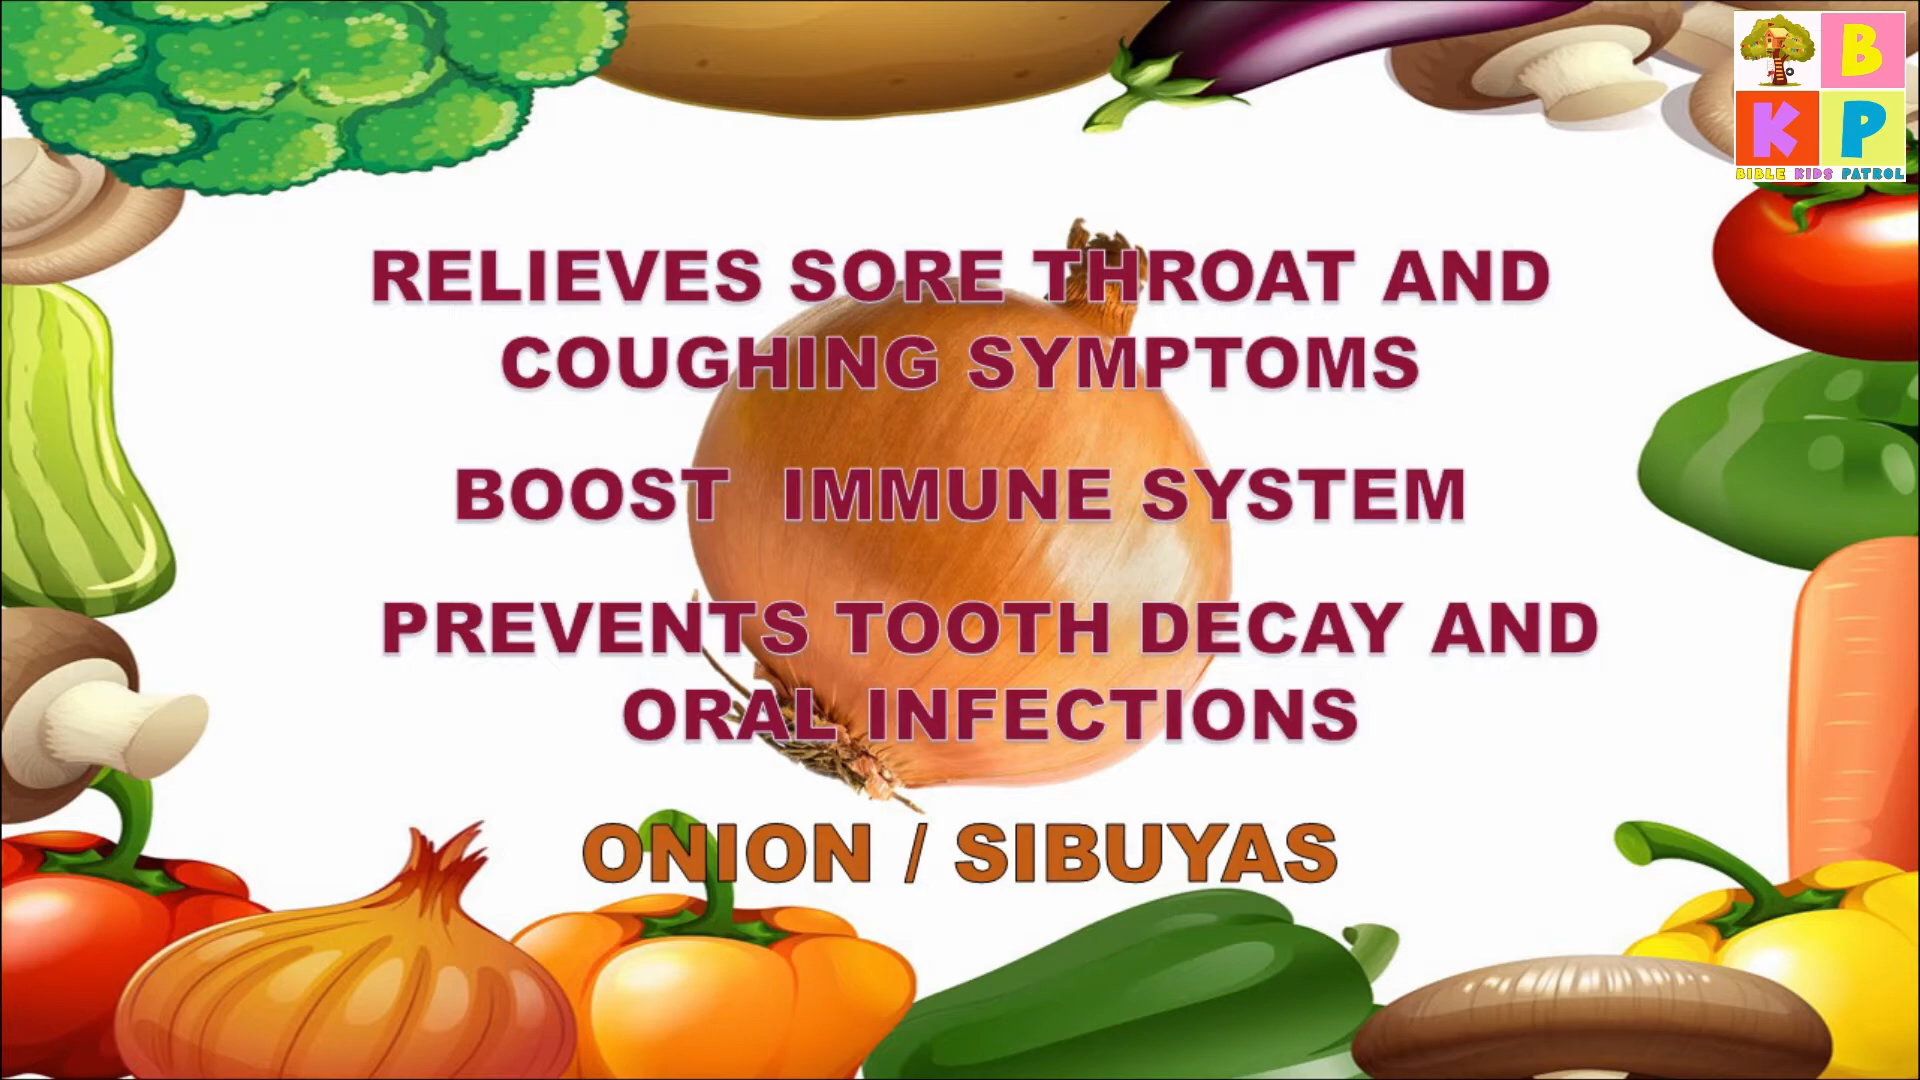 B
K P
BIBLE KIDS PATROL
RELIEVES SORE THROAT AND
COUGHING SYMPTOMS
BOOST IMMUNE SYSTEM
PREVENTS TOOTH DECAY AND
ORAL INFECTIONS
ONION / SIBUYAS